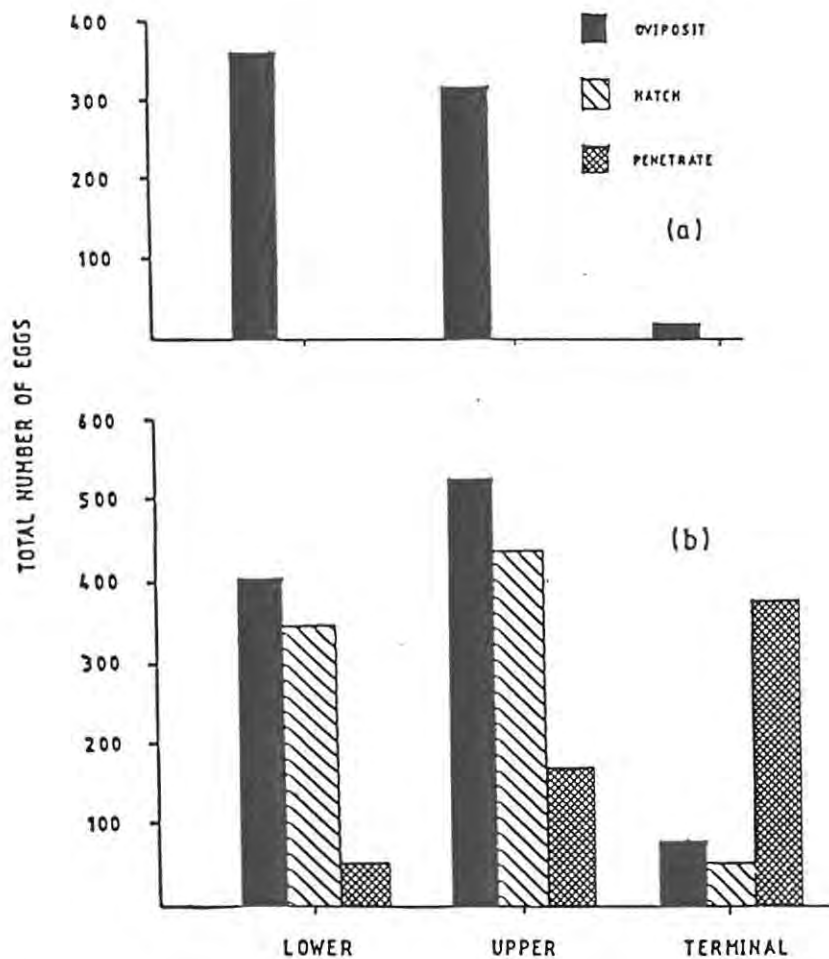 400
300
200
100
OVIPOSIT
HATCH
PENETRATE
(a)
TOTAL NUMBER OF EGGS
600
500
400
300
200
100
(b)
LOWER UPPER TERMINAL